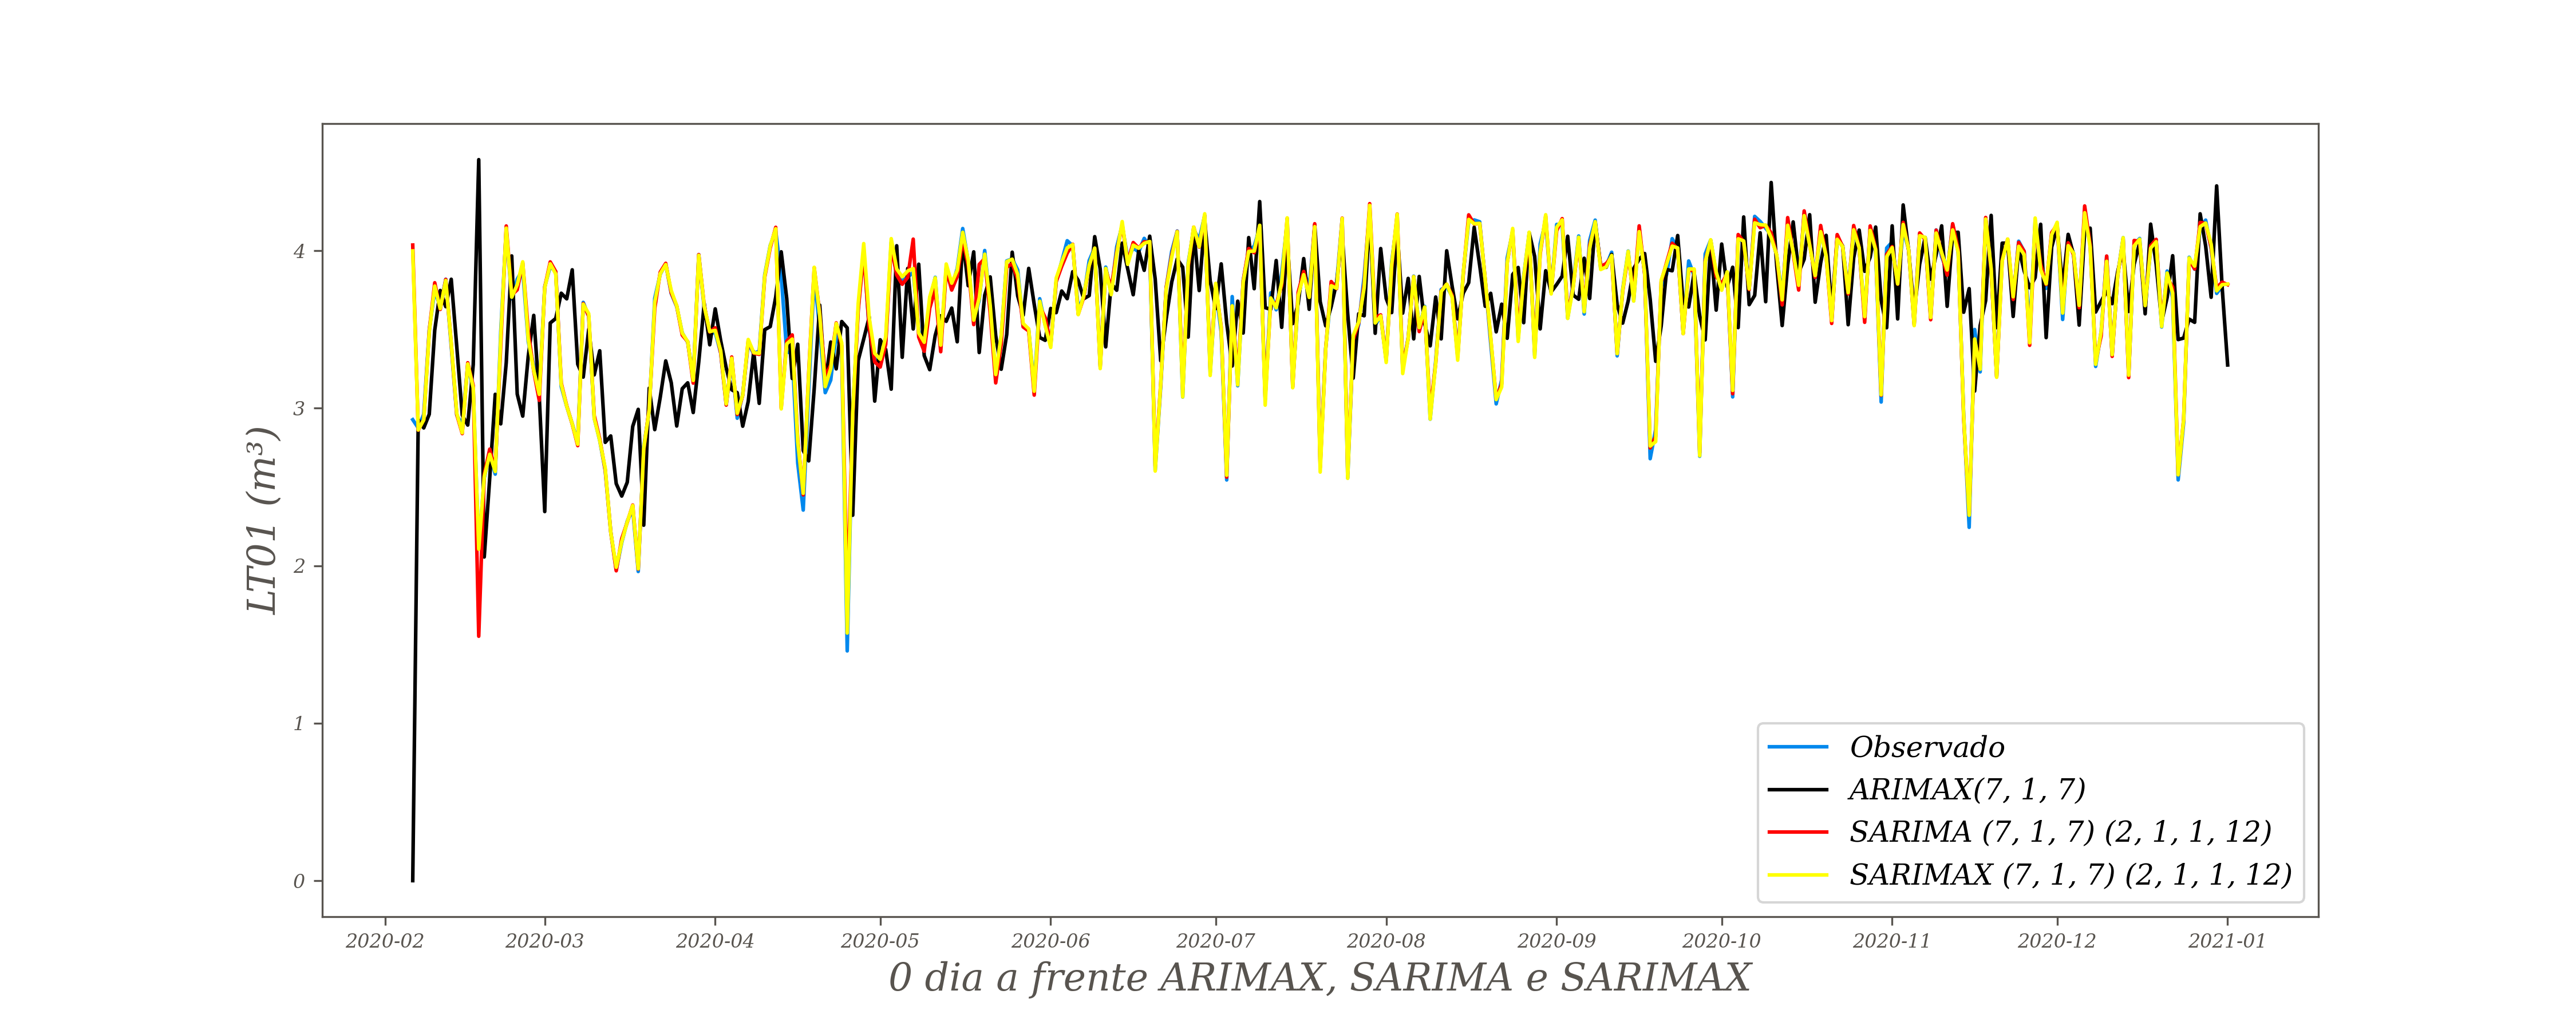 LT01 (m³)
4
3
2
1
0
Observado
ARIMAX(7, 1, 7)
SARIMA (7, 1, 7) (2, 1, 1, 12)
SARIMAX (7, 1, 7) (2, 1, 1, 12)
2020-02 2020-03 2020-04 2020-05 2020-06 2020-07 2020-08 2020-09 2020-10 2020-11 2020-12 2021-01
0 dia a frente ARIMAX, SARIMA e SARIMAX